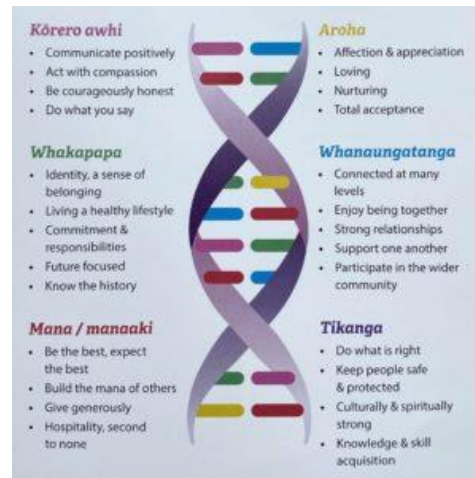 Kōrero awhi
• Communicate positively
• Act with compassion
• Be courageously honest
• Do what you say
Whakapapa
• Identity, a sense of
belonging
• Living a healthy lifestyle
• Commitment &
responsibilities
• Future focused
• Know the history
Mana / manaaki
• Be the best, expect
the best
• Build the mana of others
• Give generously
• Hospitality, second
to none
Aroha
• Affection & appreciation
• Loving
• Nurturing
• Total acceptance
Whanaungatanga
• Connected at many
levels
• Enjoy being together
• Strong relationships
• Support one another
• Participate in the wider
community
Tikanga
• Do what is right
• Keep people safe
& protected
• Culturally & spiritually
strong
• Knowledge & skill
acquisition